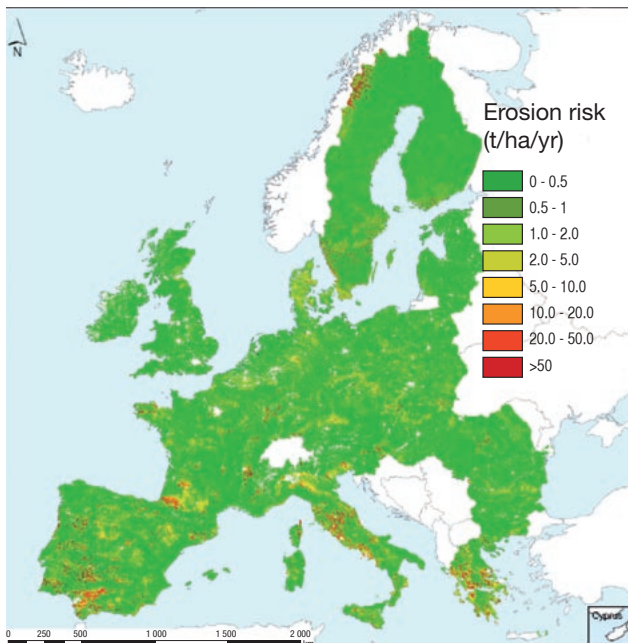 N
Erosion risk
(t/ha/yr)
0 - 0.5
0.5 - 1
1.0 - 2.0
2.0 - 5.0
5.0 - 10.0
10.0 - 20.0
20.0 - 50.0
>50
Cyprus
0 250 500 1 000 1 500 2 000